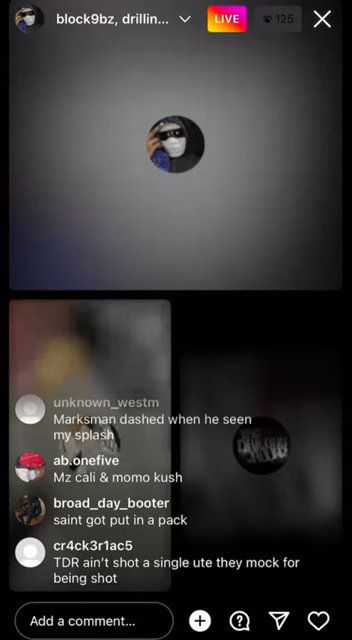 block9bz, drillin...
LIVE
125
unknown_westm
Marksman dashed when he seen
my splash
ab.onefive
Mz cali & momo kush
broad_day_booter
saint got put in a pack
cr4ck3r1ac5
TDR ain't shot a single ute they mock for
being shot
Add a comment...